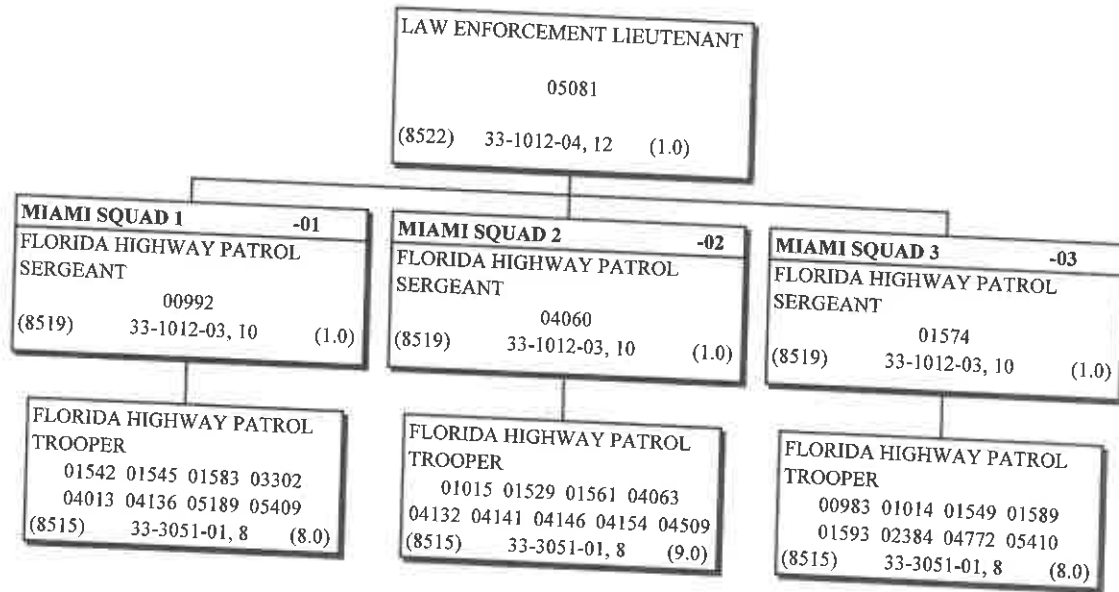 LAW ENFORCEMENT LIEUTENANT
05081
(8522) 33-1012-04, 12 (1.0)
MIAMI SQUAD 1 -01
FLORIDA HIGHWAY PATROL
SERGEANT
00992
(8519) 33-1012-03, 10 (1.0)
FLORIDA HIGHWAY PATROL
TROOPER
01542 01545 01583 03302
04013 04136 05189 05409
(8515) 33-3051-01, 8 (8.0)
MIAMI SQUAD 2 -02
FLORIDA HIGHWAY PATROL
SERGEANT
04060
(8519) 33-1012-03, 10 (1.0)
FLORIDA HIGHWAY PATROL
TROOPER
01015 01529 01561 04063
04132 04141 04146 04154 04509
(8515) 33-3051-01, 8 (9.0)
MIAMI SQUAD 3 -03
FLORIDA HIGHWAY PATROL
SERGEANT
01574
(8519) 33-1012-03, 10 (1.0)
FLORIDA HIGHWAY PATROL
TROOPER
00983 01014 01549 01589
01593 02384 04772 05410
(8515) 33-3051-01, 8 (8.0)